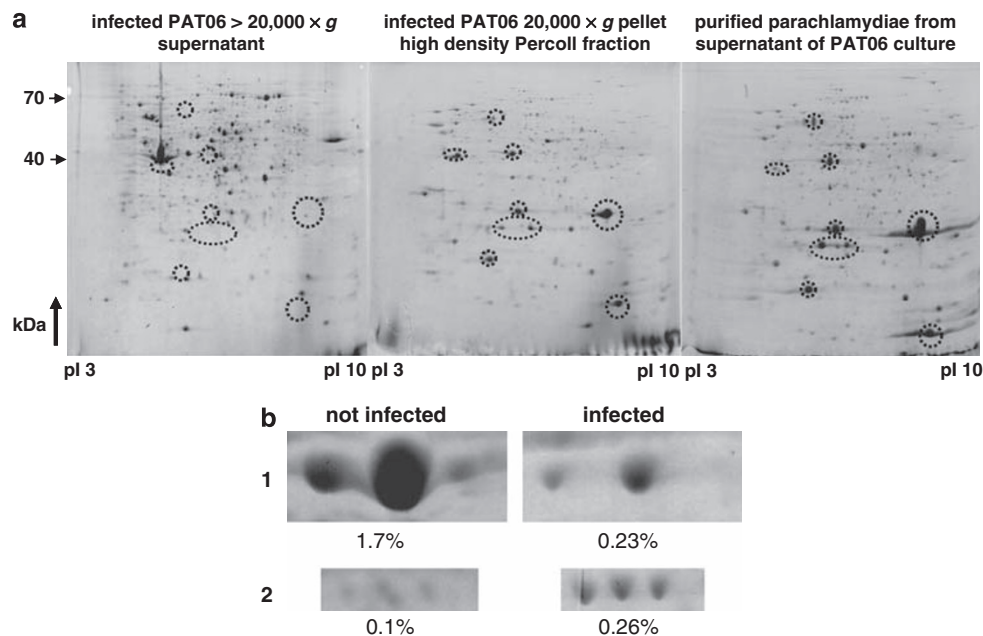 a
infected PAT06 > 20,000 × g
supernatant
infected PAT06 20,000 × g pellet
high density Percoll fraction
purified parachlamydiae from
supernatant of PAT06 culture
70
40
kDa
pI 3
pI 10
pI 3
pI 10
pI 3
pI 10
b
not infected
infected
1
1.7%
0.23%
2
0.1%
0.26%